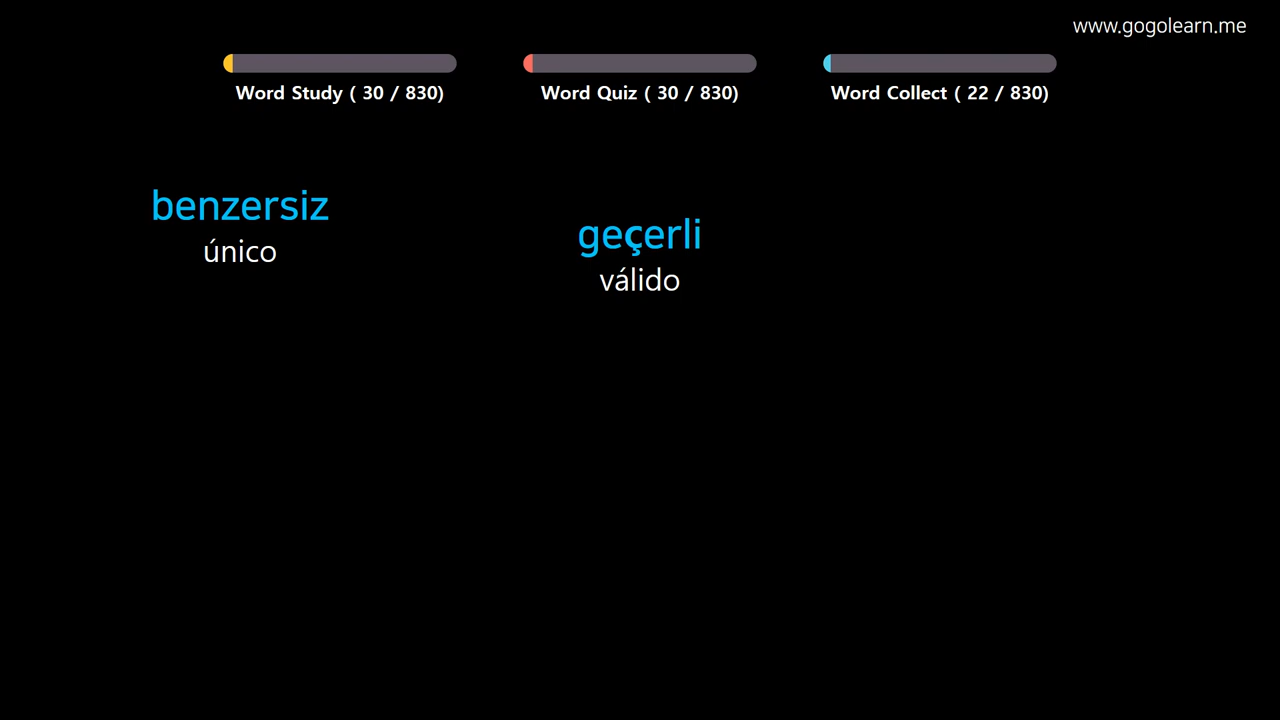 www.gogolearn.me
Word Study ( 30 / 830)
Word Quiz ( 30 / 830)
Word Collect ( 22 / 830)
benzersiz
único
geçerli
válido